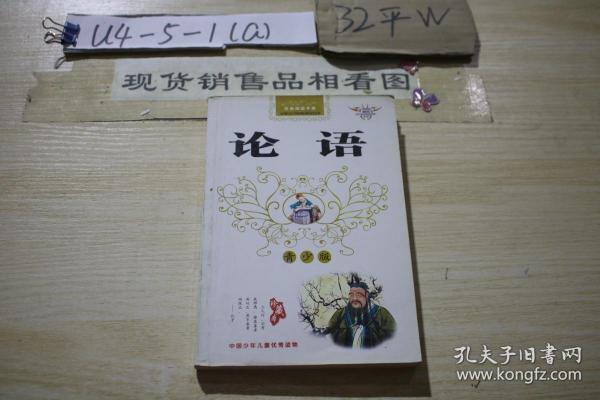 U4-5-1(a)
32平W
现货销售品相看图
论语
青少版
中国少年儿童优秀读物
孔夫子旧书网
www.kongfz.com